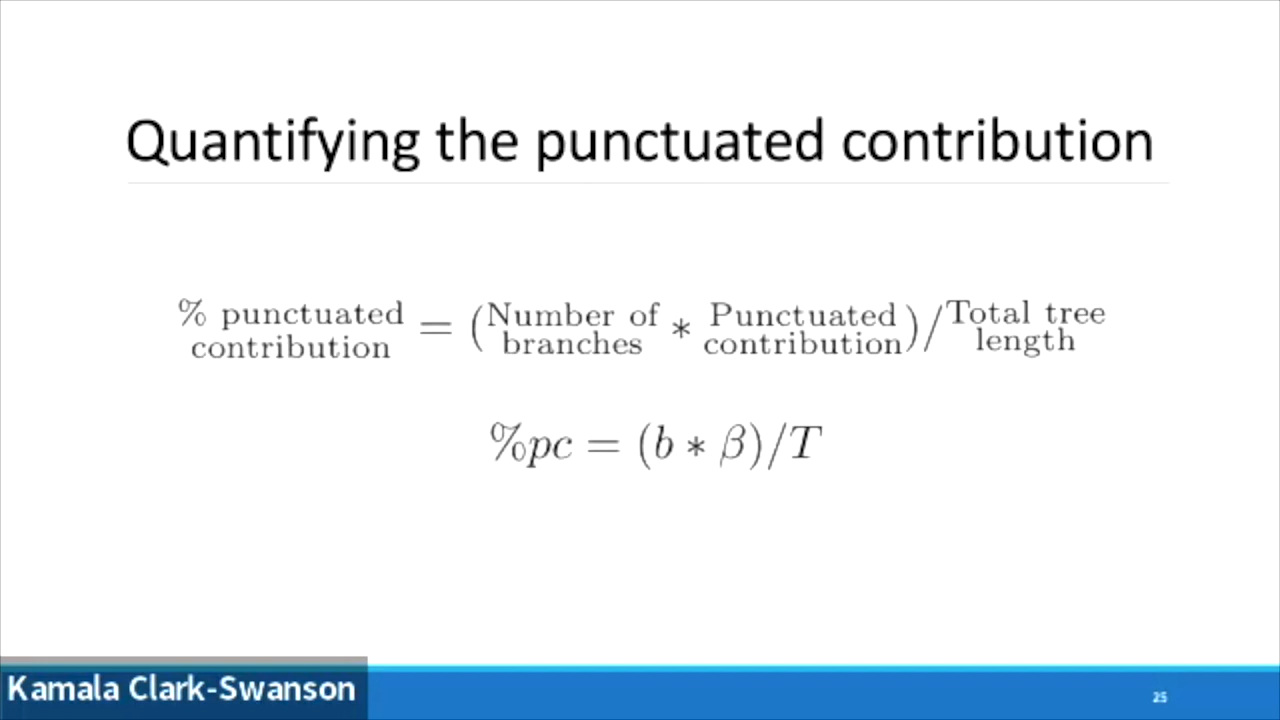 Quantifying the punctuated contribution
% punctuated contribution = (Number of branches * Punctuated contribution)/Total tree length
%pc = (b * β)/T
Kamala Clark-Swanson
25